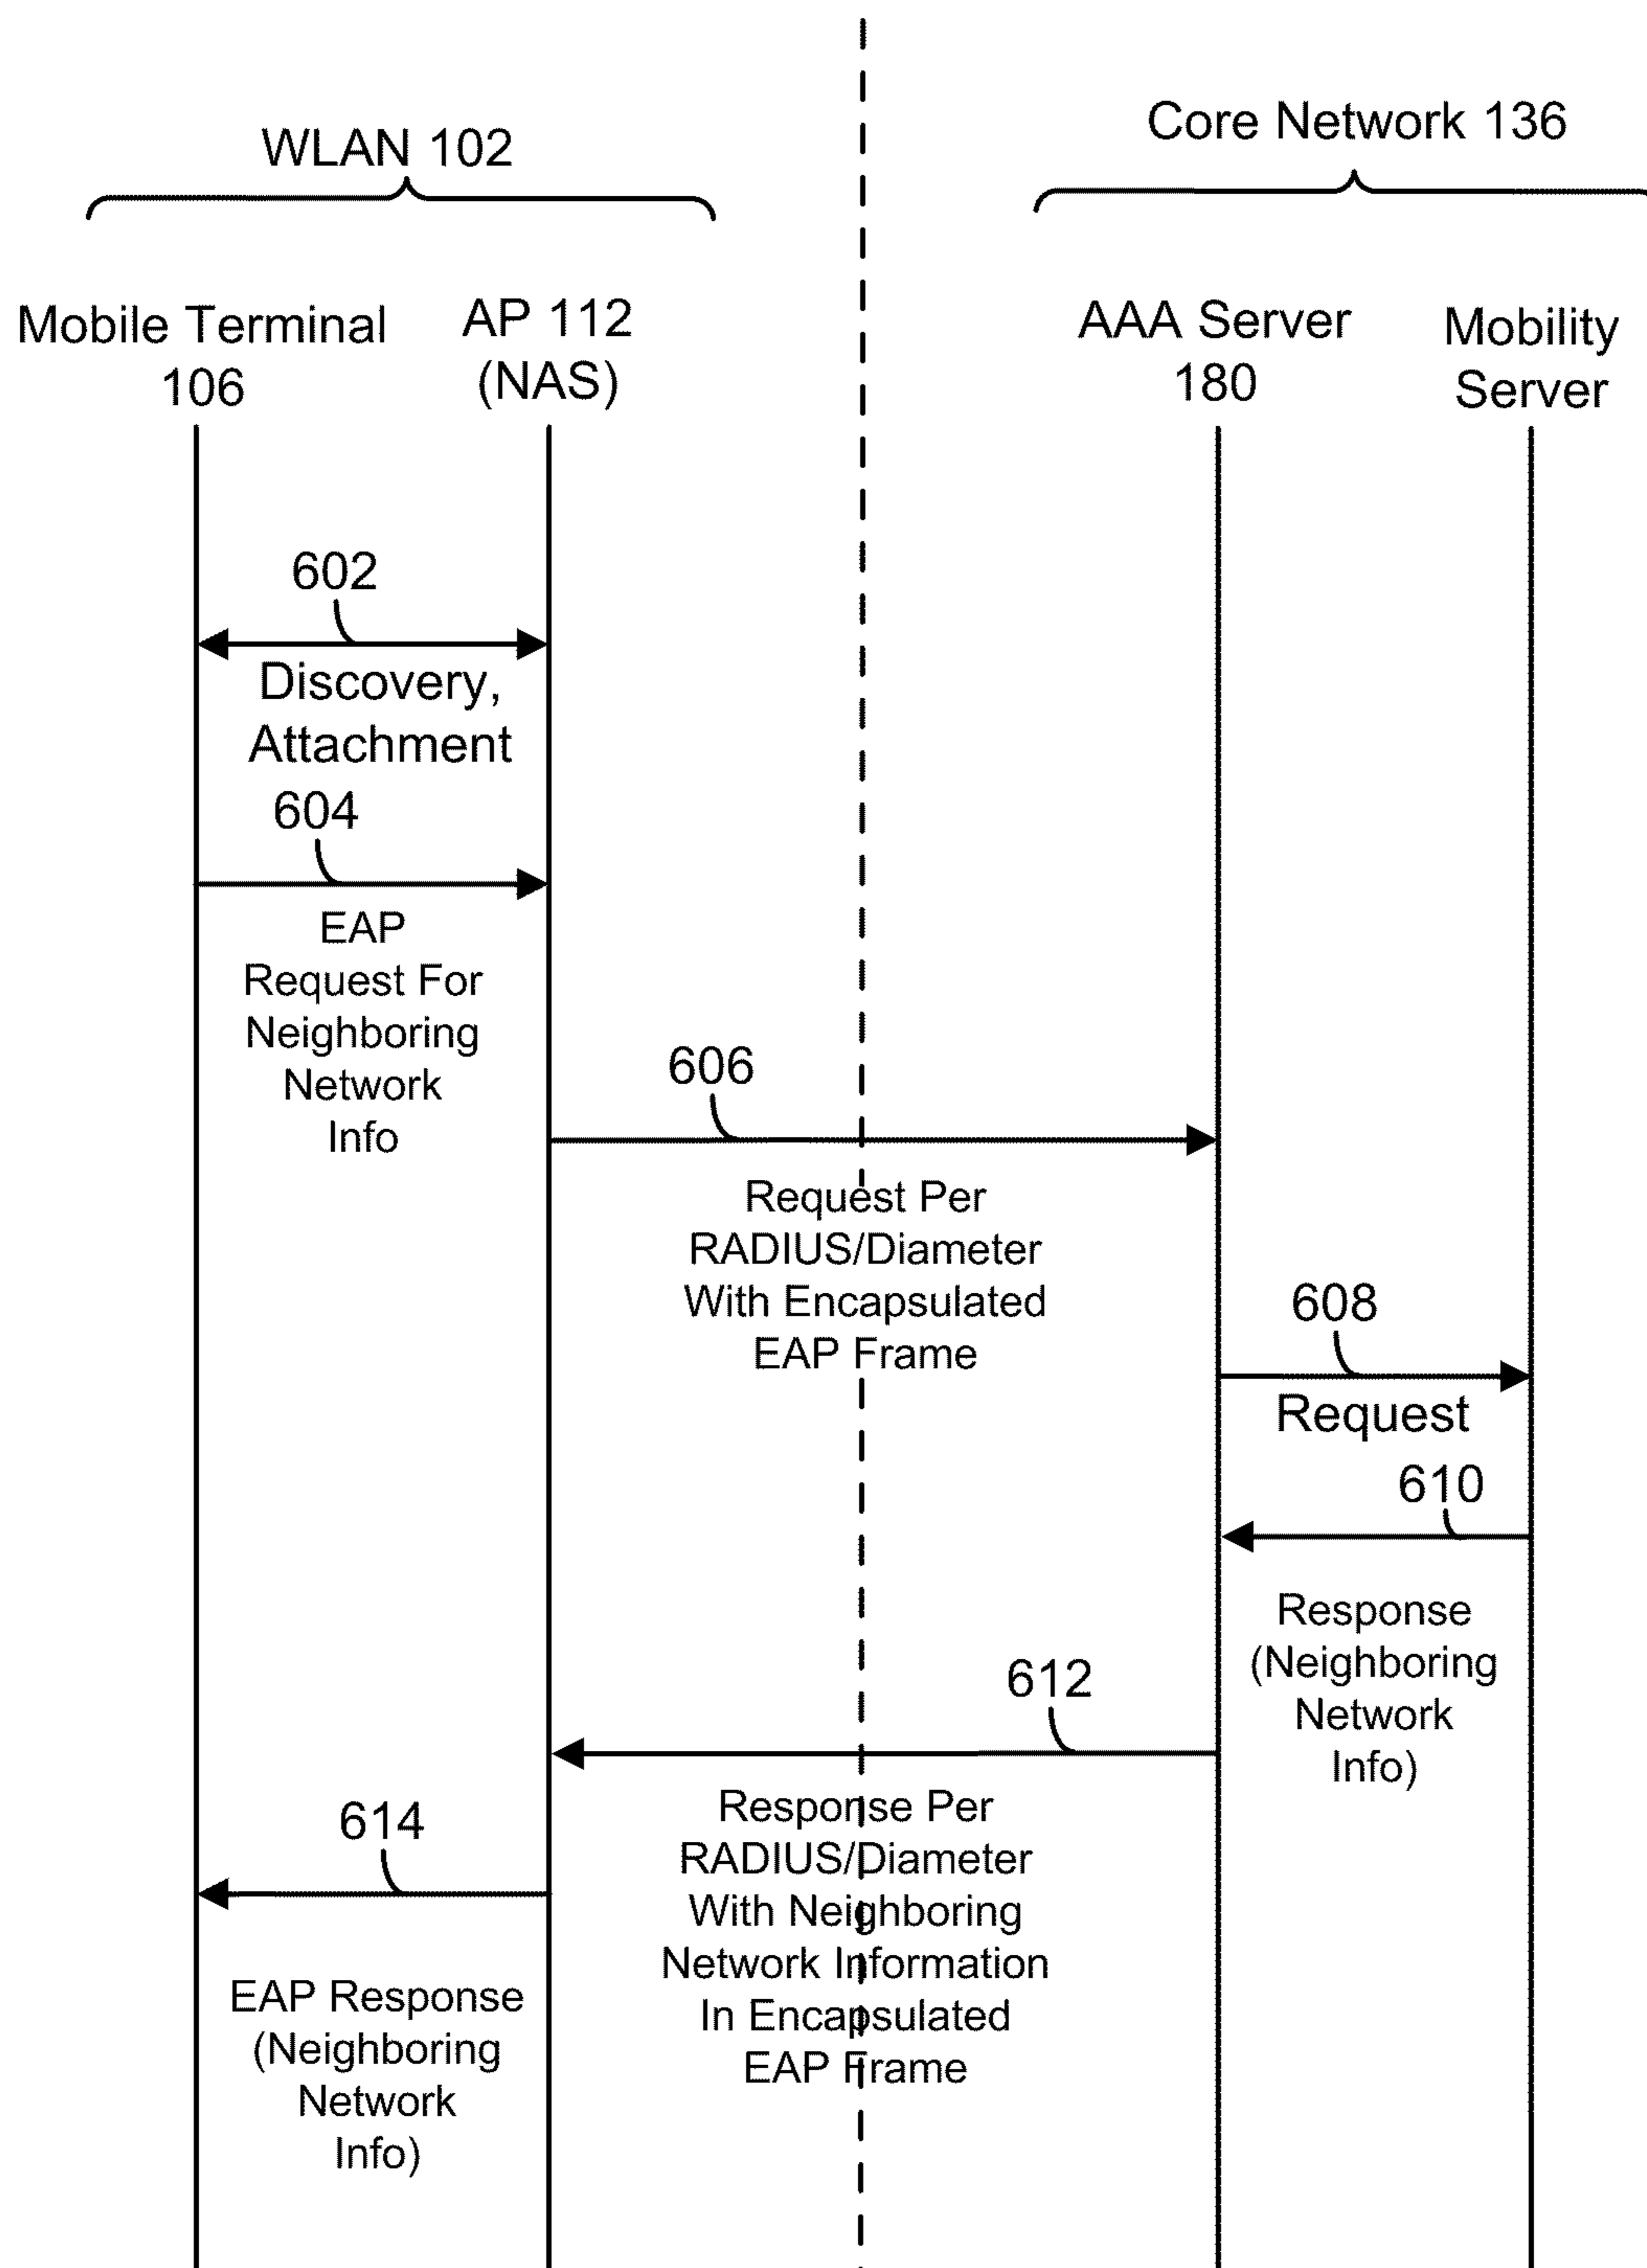 WLAN 102
Core Network 136
Mobile Terminal
106
AP 112
(NAS)
AAA Server
180
Mobility
Server
602
Discovery,
Attachment
604
EAP
Request For
Neighboring
Network
Info
606
Request Per
RADIUS/Diameter
With Encapsulated
EAP Frame
608
Request
610
Response
(Neighboring
Network
Info)
612
Response Per
RADIUS/Diameter
With Neighboring
Network Information
In Encapsulated
EAP Frame
614
EAP Response
(Neighboring
Network
Info)